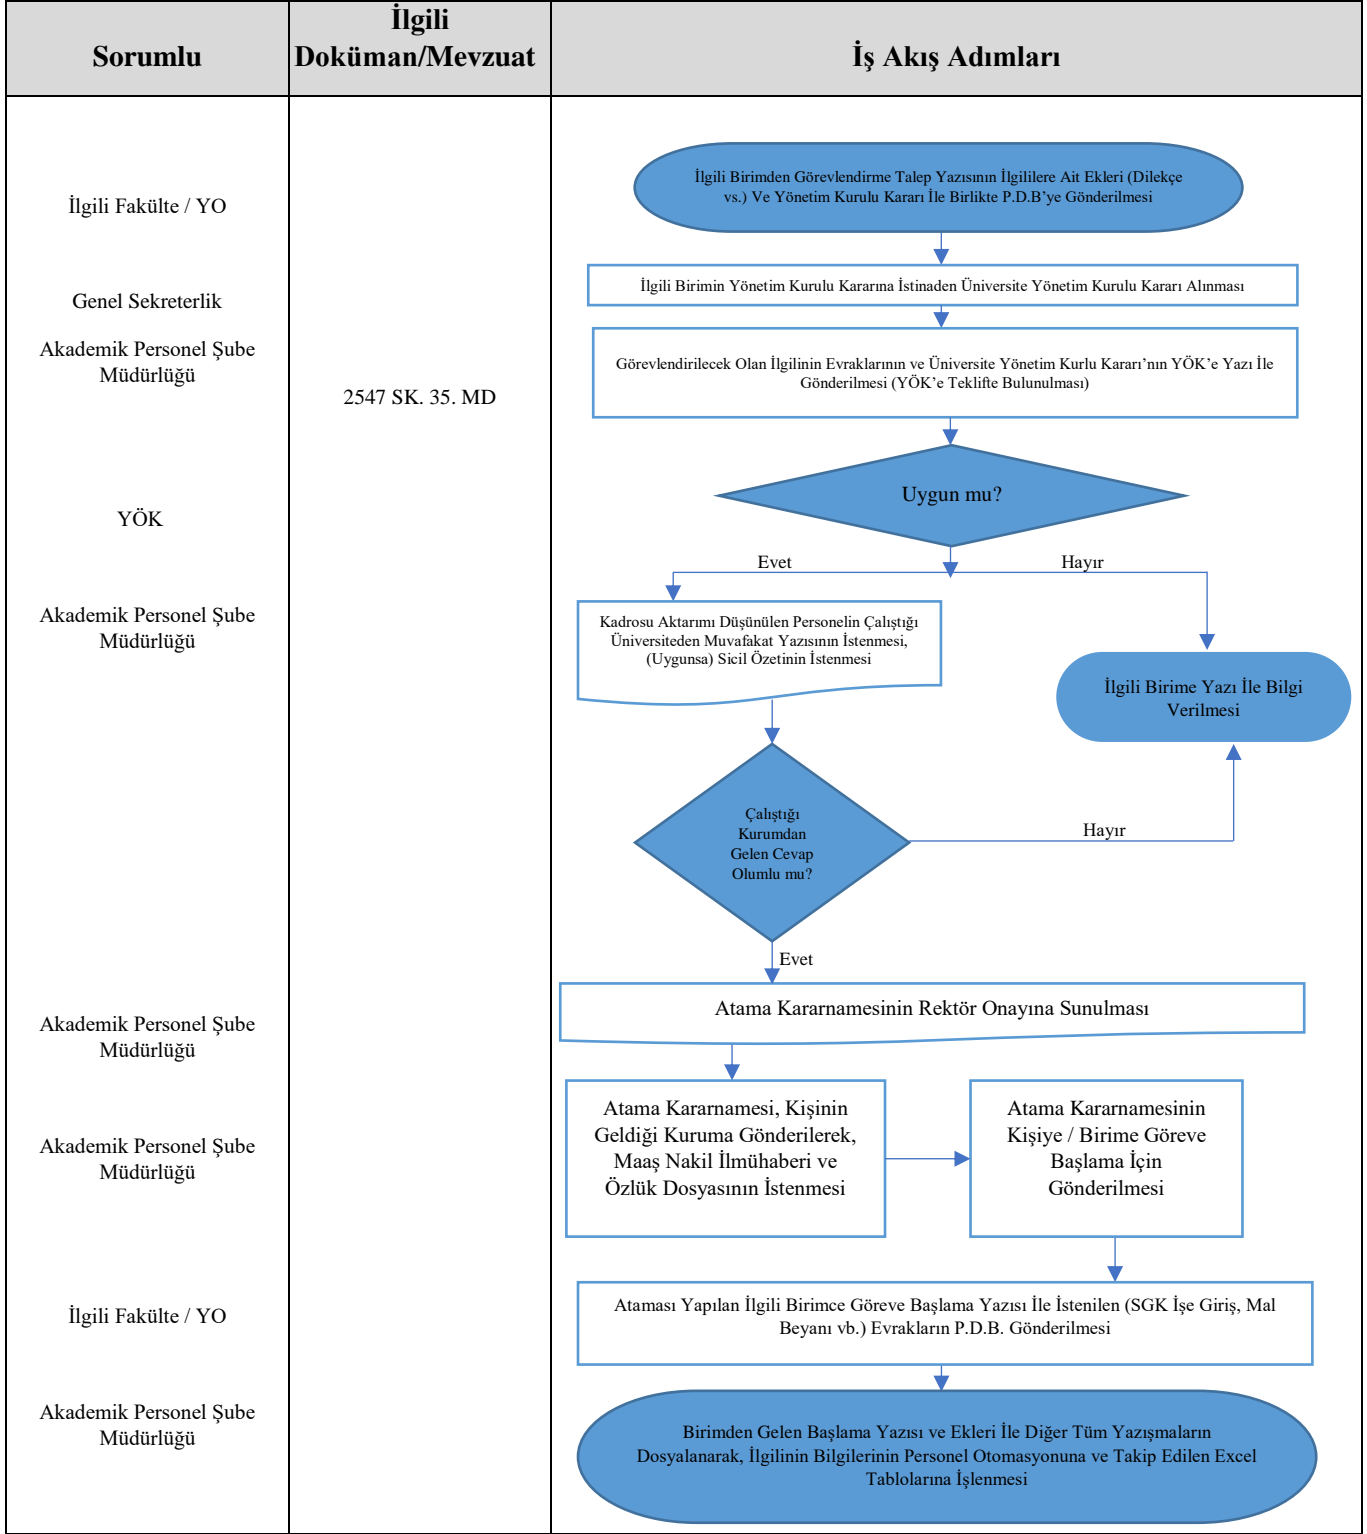 Sorumlu
İlgili
Doküman/Mevzuat
İş Akış Adımları
İlgili Fakülte / YO
İlgili Birimden Görevlendirme Talep Yazısının İlgililere Ait Ekleri (Dilekçe
vs.) Ve Yönetim Kurulu Kararı İle Birlikte P.D.B’ye Gönderilmesi
Genel Sekreterlik
İlgili Birimin Yönetim Kurulu Kararına İstinaden Üniversite Yönetim Kurulu Kararı Alınması
Akademik Personel Şube
Müdürlüğü
2547 SK. 35. MD
Görevlendirilecek Olan İlgilinin Evraklarının ve Üniversite Yönetim Kurlu Kararı’nın YÖK’e Yazı İle
Gönderilmesi (YÖK’e Teklifte Bulunulması)
YÖK
Uygun mu?
Evet
Hayır
Akademik Personel Şube
Müdürlüğü
Kadrosu Aktarımı Düşünülen Personelin Çalıştığı
Üniversiteden Muvafakat Yazısının İstenmesi,
(Uygunsa) Sicil Özetinin İstenmesi
İlgili Birime Yazı İle Bilgi
Verilmesi
Çalıştığı
Kurumdan
Gelen Cevap
Olumlu mu?
Hayır
Evet
Akademik Personel Şube
Müdürlüğü
Atama Kararnamesinin Rektör Onayına Sunulması
Akademik Personel Şube
Müdürlüğü
Atama Kararnamesi, Kişinin
Geldiği Kuruma Gönderilerek,
Maaş Nakil İlmühaberi ve
Özlük Dosyasının İstenmesi
Atama Kararnamesinin
Kişiye / Birime Göreve
Başlama İçin
Gönderilmesi
İlgili Fakülte / YO
Ataması Yapılan İlgili Birimce Göreve Başlama Yazısı İle İstenilen (SGK İşe Giriş, Mal
Beyanı vb.) Evrakların P.D.B. Gönderilmesi
Akademik Personel Şube
Müdürlüğü
Birimden Gelen Başlama Yazısı ve Ekleri İle Diğer Tüm Yazışmaların
Dosyalanarak, İlgilinin Bilgilerinin Personel Otomasyonuna ve Takip Edilen Excel
Tablolarına İşlenmesi